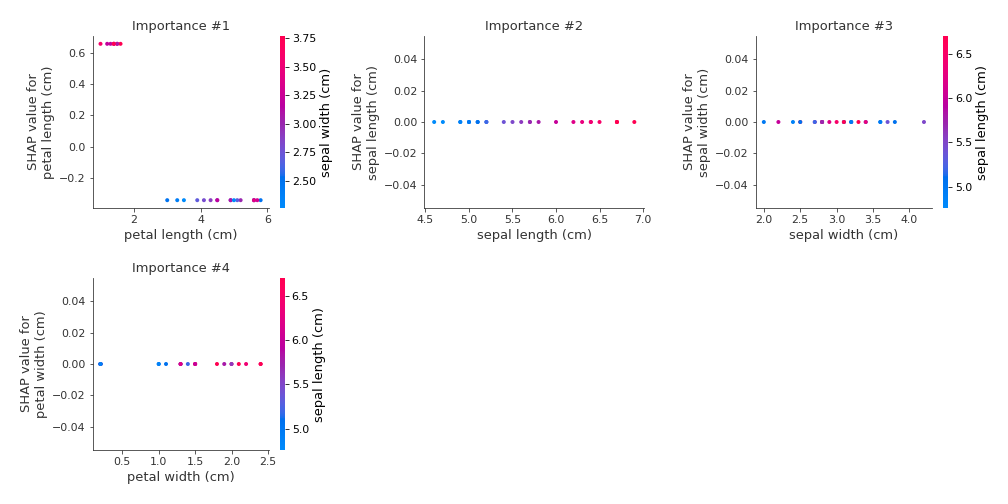 Importance #1
0.6
0.4
0.2
0.0
−0.2
SHAP value for
petal length (cm)
2
4
6
petal length (cm)
3.75
3.50
3.25
3.00
2.75
2.50
sepal width (cm)
Importance #2
0.04
0.02
0.00
−0.02
−0.04
SHAP value for
sepal length (cm)
4.5
5.0
5.5
6.0
6.5
7.0
sepal length (cm)
Importance #3
0.04
0.02
0.00
−0.02
−0.04
SHAP value for
sepal width (cm)
2.0
2.5
3.0
3.5
4.0
sepal width (cm)
6.5
6.0
5.5
5.0
sepal length (cm)
Importance #4
0.04
0.02
0.00
−0.02
−0.04
SHAP value for
petal width (cm)
0.5
1.0
1.5
2.0
2.5
petal width (cm)
6.5
6.0
5.5
5.0
sepal length (cm)